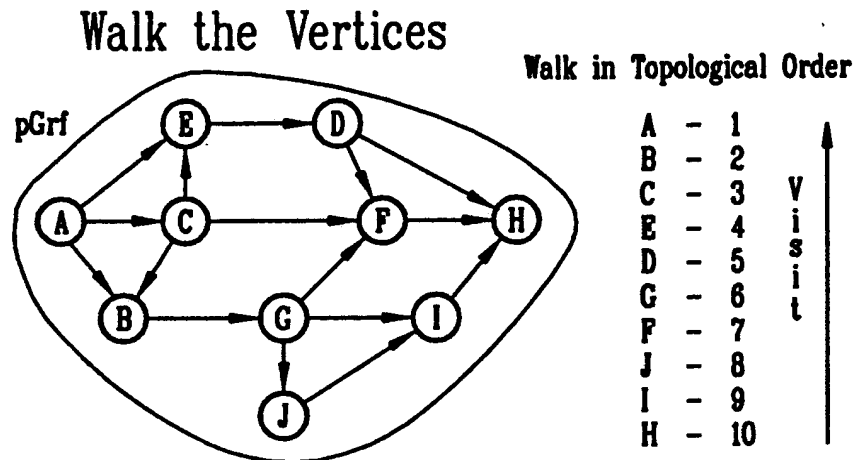 Walk the Vertices
Walk in Topological Order
pGrf
E
D
A
C
F
H
B
G
I
J
A - 1
B - 2
C - 3
E - 4
D - 5
G - 6
F - 7
J - 8
I - 9
H - 10
Visit